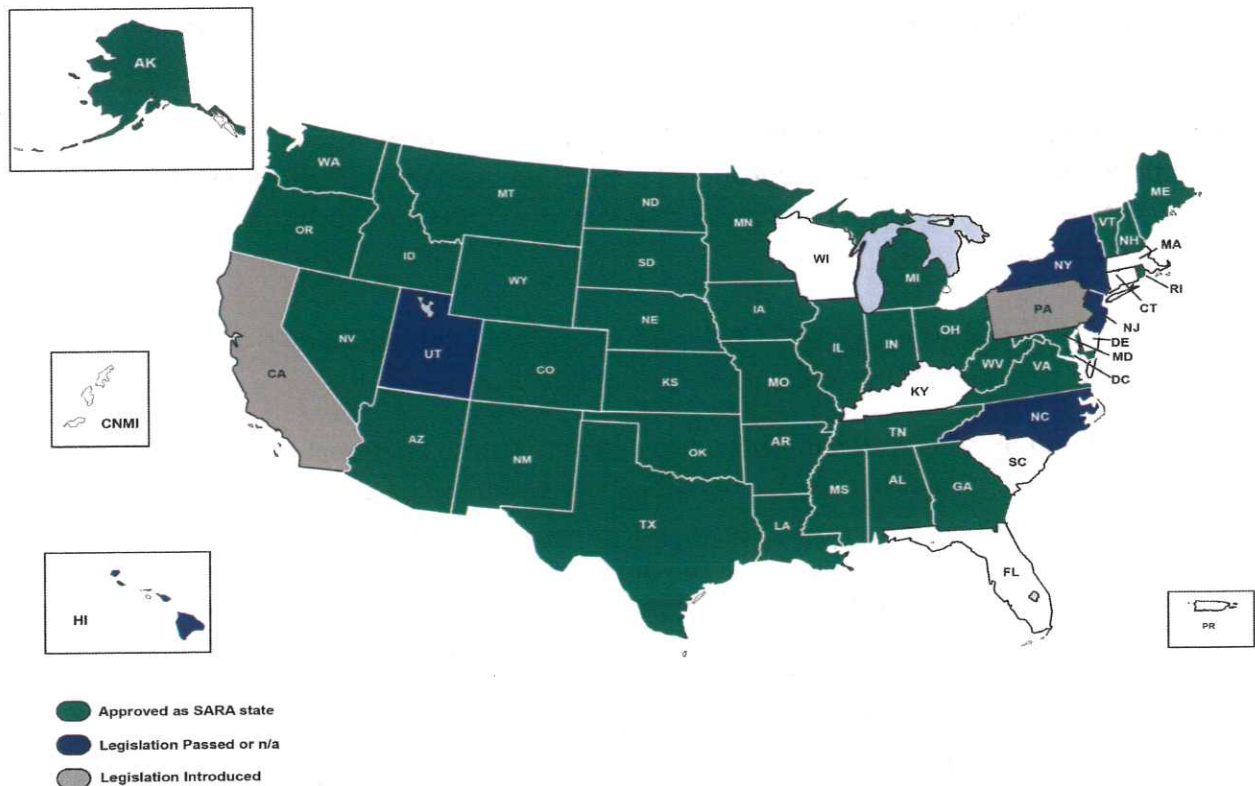 AK
WA
MT
ND
MN
ME
VT
NH
MA
OR
ID
SD
WI
NY
MI
RI
WY
CT
IA
PA
NE
NJ
OH
DE
NV
UT
IL
IN
MD
CA
CO
WV
VA
DC
KS
MO
KY
CNMI
NC
TN
AZ
NM
OK
AR
SC
MS
AL
GA
TX
LA
FL
HI
PR
Approved as SARA state
Legislation Passed or n/a
Legislation Introduced